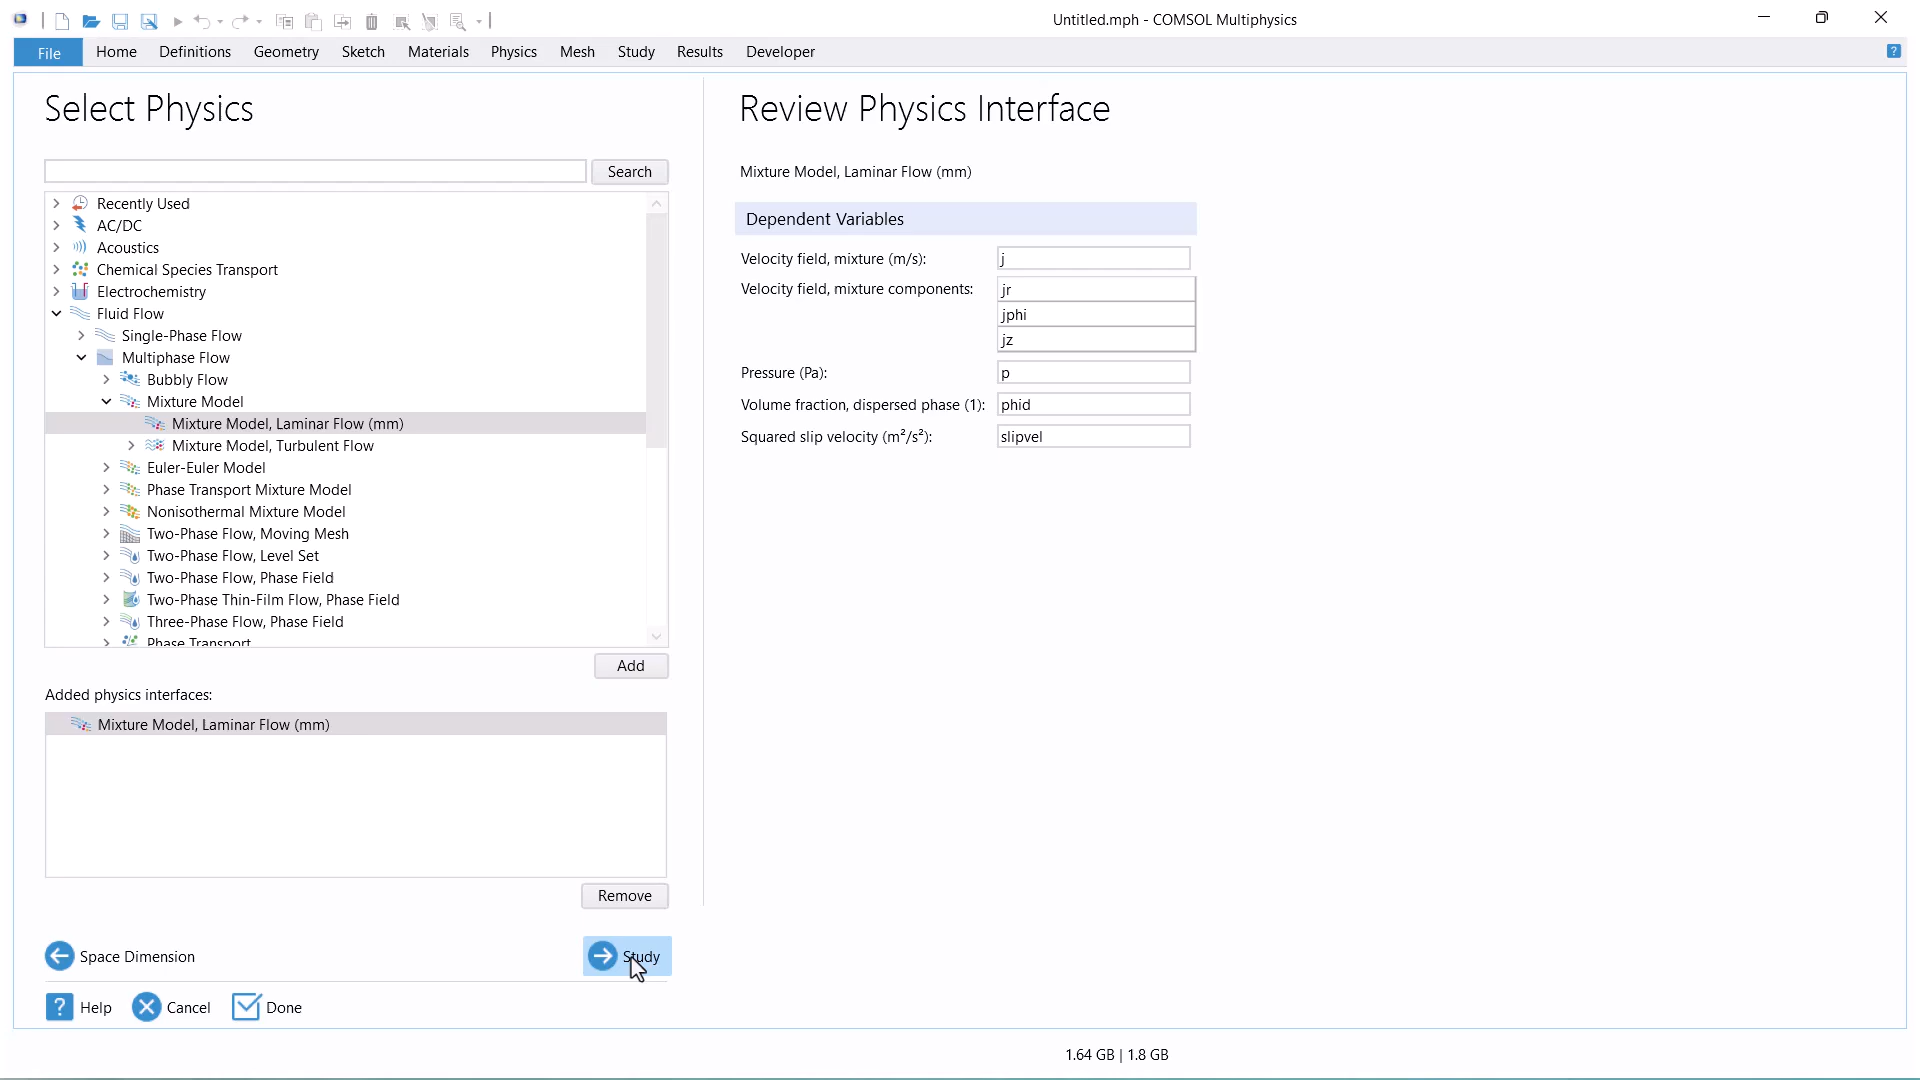 Untitled.mph - COMSOL Multiphysics
File Home Definitions Geometry Sketch Materials Physics Mesh Study Results Developer ?
Select Physics
Search
Recently Used
AC/DC
Acoustics
Chemical Species Transport
Electrochemistry
Fluid Flow
Single-Phase Flow
Multiphase Flow
Bubbly Flow
Mixture Model
Mixture Model, Laminar Flow (mm)
Mixture Model, Turbulent Flow
Euler-Euler Model
Phase Transport Mixture Model
Nonisothermal Mixture Model
Two-Phase Flow, Moving Mesh
Two-Phase Flow, Level Set
Two-Phase Flow, Phase Field
Two-Phase Thin-Film Flow, Phase Field
Three-Phase Flow, Phase Field
Phase Transport
Add
Added physics interfaces:
Mixture Model, Laminar Flow (mm)
Remove
Space Dimension
Study
? Help Cancel Done
Review Physics Interface
Mixture Model, Laminar Flow (mm)
Dependent Variables
Velocity field, mixture (m/s): j
Velocity field, mixture components: jr
jphi
jz
Pressure (Pa): p
Volume fraction, dispersed phase (1): phid
Squared slip velocity (m²/s²): slipvel
1.64 GB | 1.8 GB